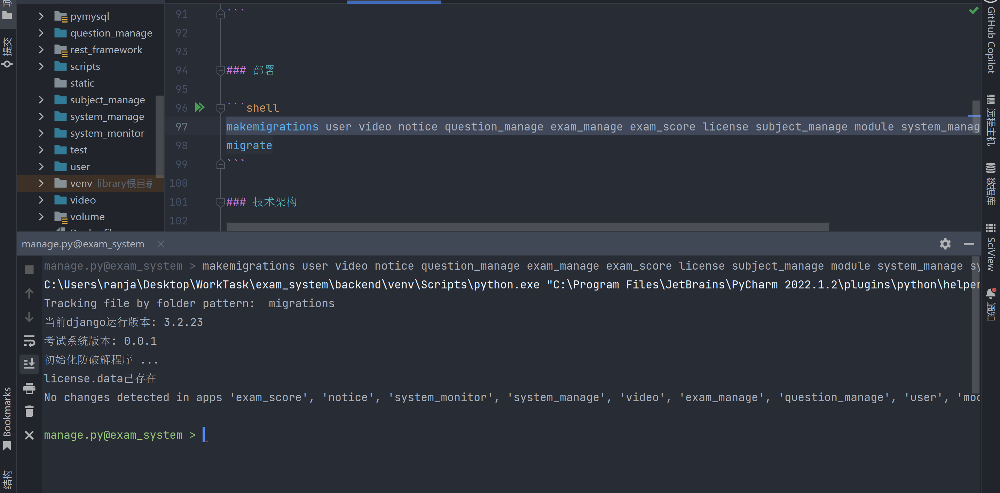 项
提交
Bookmarks
结构
pymysql
question_manage
rest_framework
scripts
static
subject_manage
system_manage
system_monitor
test
user
venv library根目录
video
volume
91 ```
92
93
94 ### 部署
95
96 ```shell
97 makemigrations user video notice question_manage exam_manage exam_score license subject_manage module system_manag
98 migrate
99 ```
100
101 ### 技术架构
102
GitHub Copilot
远程主机
数据库
SciView
通知
manage.py@exam_system
manage.py@exam_system > makemigrations user video notice question_manage exam_manage exam_score license subject_manage module system_manage sy
C:\Users\ranja\Desktop\WorkTask\exam_system\backend\venv\Scripts\python.exe "C:\Program Files\JetBrains\PyCharm 2022.1.2\plugins\python\helper
Tracking file by folder pattern:  migrations
当前django运行版本: 3.2.23
考试系统版本: 0.0.1
初始化防破解程序 ...
license.data已存在
No changes detected in apps 'exam_score', 'notice', 'system_monitor', 'system_manage', 'video', 'exam_manage', 'question_manage', 'user', 'mod
manage.py@exam_system >